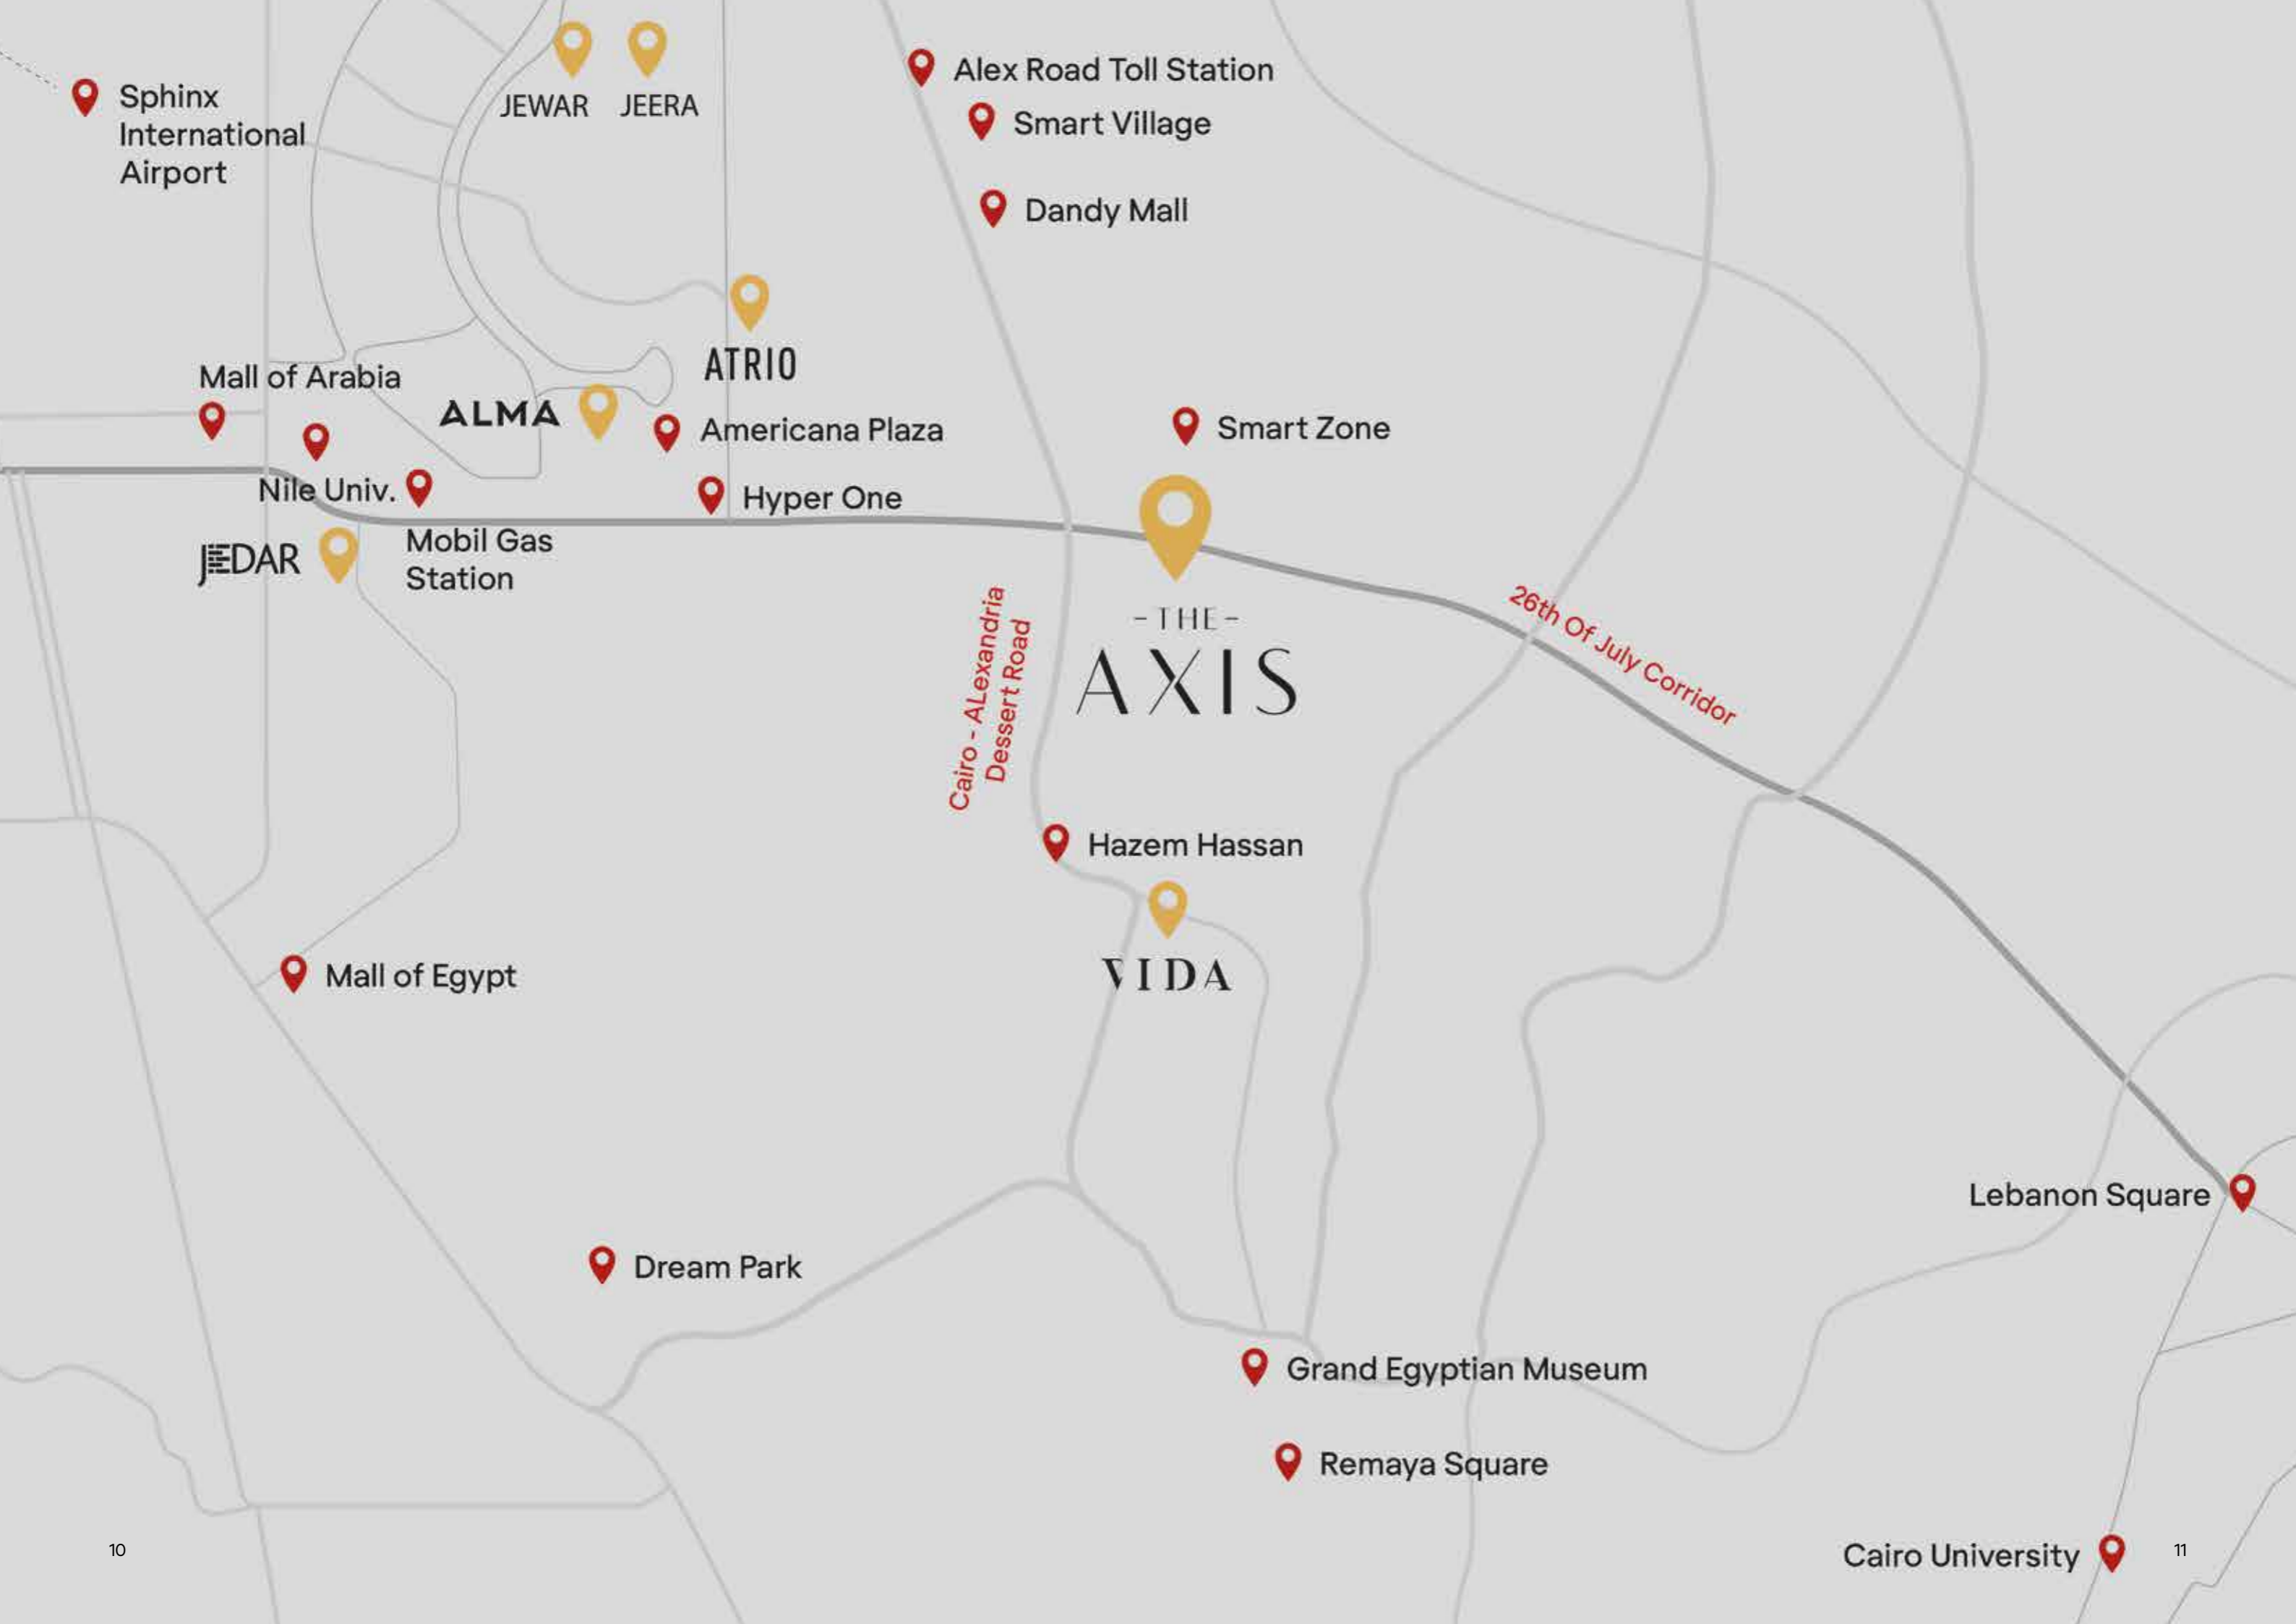 Sphinx
International
Airport
JEWAR
JEERA
Alex Road Toll Station
Smart Village
Dandy Mall
ATRIO
Mall of Arabia
ALMA
Americana Plaza
Smart Zone
Nile Univ.
Hyper One
JEDAR
Mobil Gas
Station
- THE -
AXIS
Cairo - ALexandria
Dessert Road
26th Of July Corridor
Hazem Hassan
VIDA
Mall of Egypt
Lebanon Square
Dream Park
Grand Egyptian Museum
Remaya Square
Cairo University
10
11